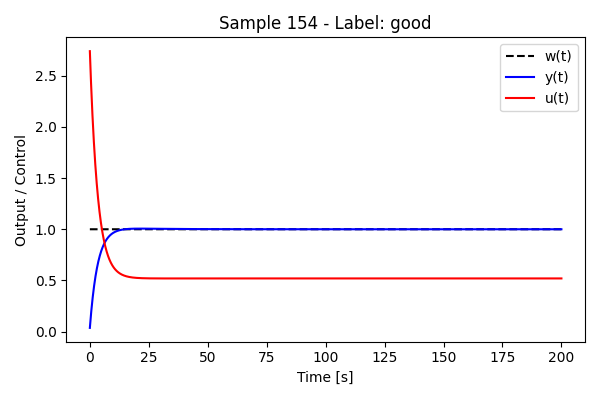 Sample 154 - Label: good
w(t)
y(t)
u(t)
Output / Control
2.5
2.0
1.5
1.0
0.5
0.0
0 25 50 75 100 125 150 175 200
Time [s]